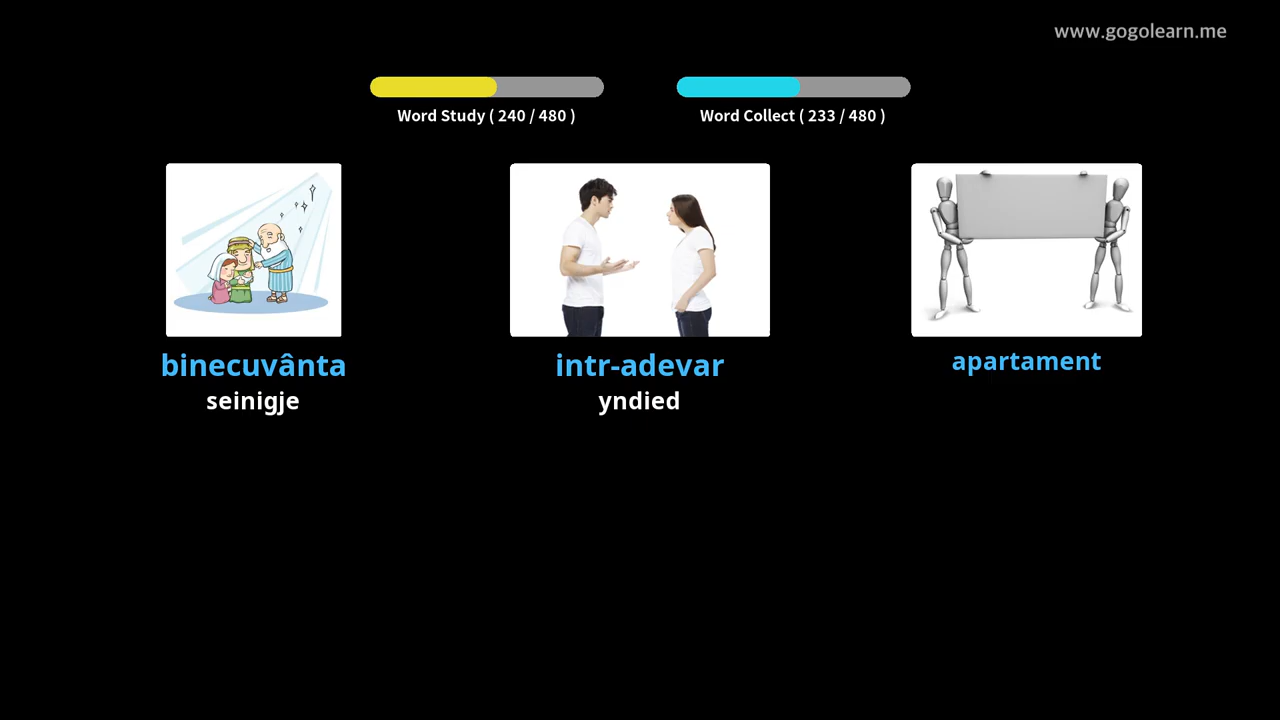 www.gogolearn.me
Word Study ( 240 / 480 )
Word Collect ( 233 / 480 )
binecuvânta
seinigje
intr-adevar
yndied
apartament